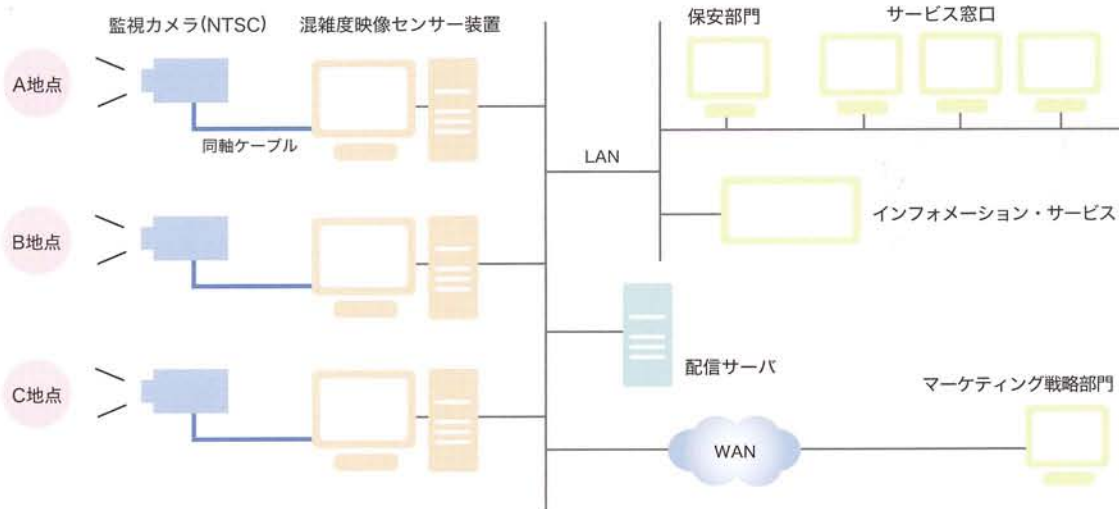 監視カメラ(NTSC)
混雑度映像センサー装置
保安部門
サービス窓口
A地点
同軸ケーブル
LAN
インフォメーション・サービス
B地点
配信サーバ
C地点
マーケティング戦略部門
WAN